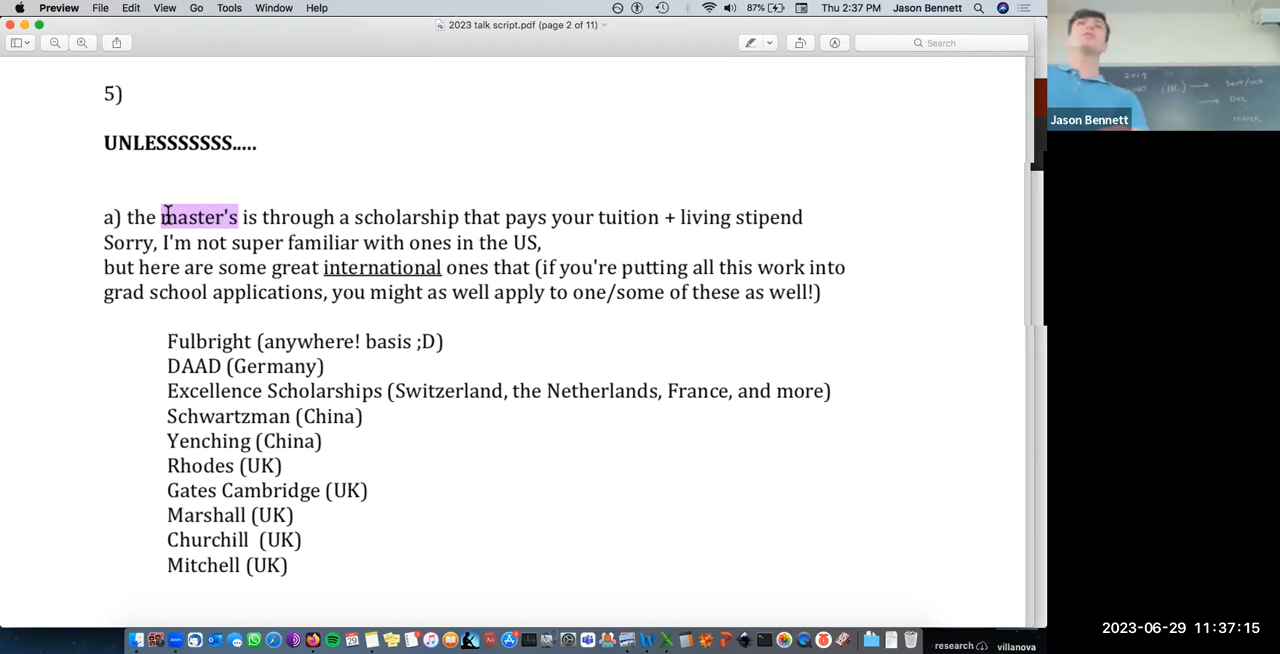 Preview File Edit View Go Tools Window Help 87% Thu 2:37 PM Jason Bennett
2023 talk script.pdf (page 2 of 11)
Search
5)
UNLESSSSSSS.....
a) the master's is through a scholarship that pays your tuition + living stipend
Sorry, I'm not super familiar with ones in the US,
but here are some great international ones that (if you're putting all this work into
grad school applications, you might as well apply to one/some of these as well!)
Fulbright (anywhere! basis ;D)
DAAD (Germany)
Excellence Scholarships (Switzerland, the Netherlands, France, and more)
Schwartzman (China)
Yenching (China)
Rhodes (UK)
Gates Cambridge (UK)
Marshall (UK)
Churchill (UK)
Mitchell (UK)
2019
Dec
Jason Bennett
March
2023-06-29 11:37:15
research villanova